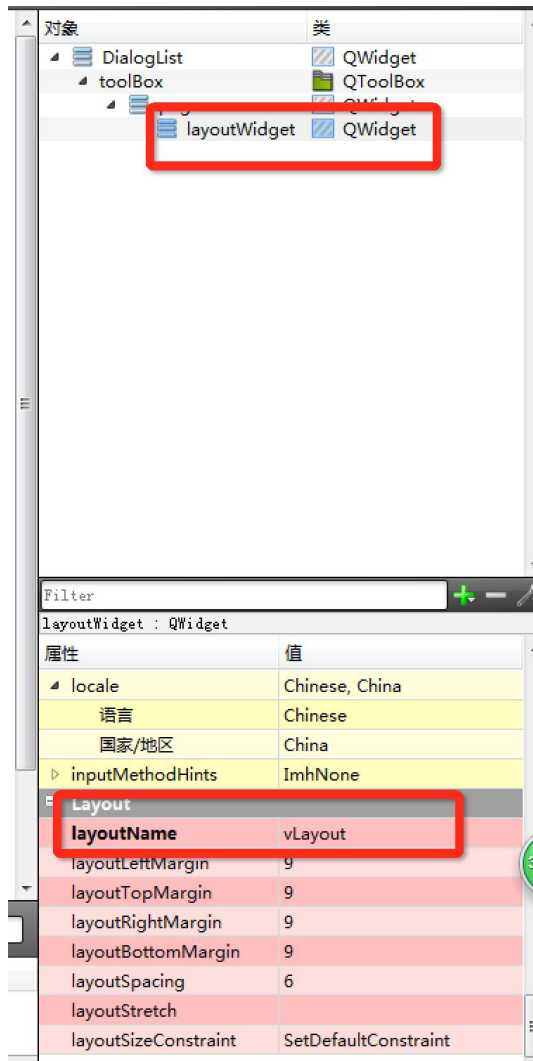 对象 类
DialogList QWidget
toolBox QToolBox
QWidget
layoutWidget QWidget
Filter
layoutWidget : QWidget
属性 值
locale Chinese, China
语言 Chinese
国家/地区 China
inputMethodHints ImhNone
Layout
layoutName vLayout
layoutLeftMargin 9
layoutTopMargin 9
layoutRightMargin 9
layoutBottomMargin 9
layoutSpacing 6
layoutStretch
layoutSizeConstraint SetDefaultConstraint